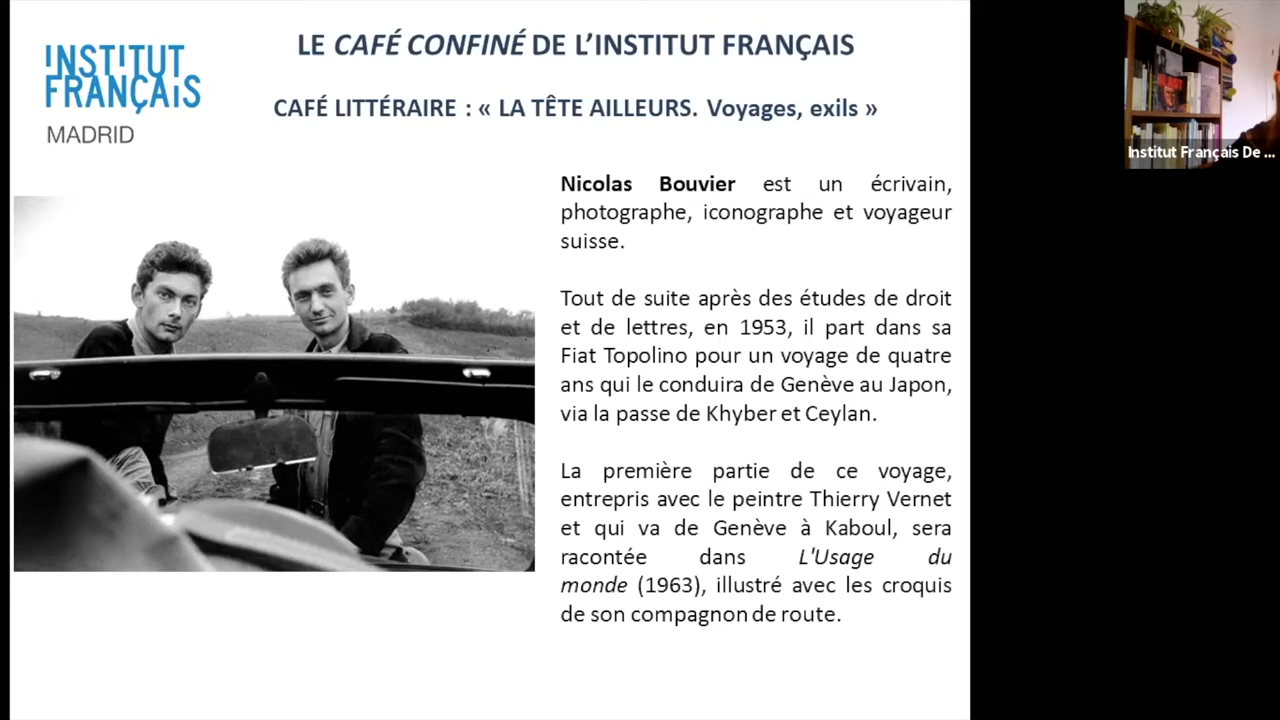 INSTITUT
FRANÇAIS
MADRID
LE CAFÉ CONFINÉ DE L’INSTITUT FRANÇAIS
CAFÉ LITTÉRAIRE : « LA TÊTE AILLEURS. Voyages, exils »
Nicolas Bouvier est un écrivain,
photographe, iconographe et voyageur
suisse.
Tout de suite après des études de droit
et de lettres, en 1953, il part dans sa
Fiat Topolino pour un voyage de quatre
ans qui le conduira de Genève au Japon,
via la passe de Khyber et Ceylan.
La première partie de ce voyage,
entrepris avec le peintre Thierry Vernet
et qui va de Genève à Kaboul, sera
racontée dans L'Usage du
monde (1963), illustré avec les croquis
de son compagnon de route.
Institut Français De ...